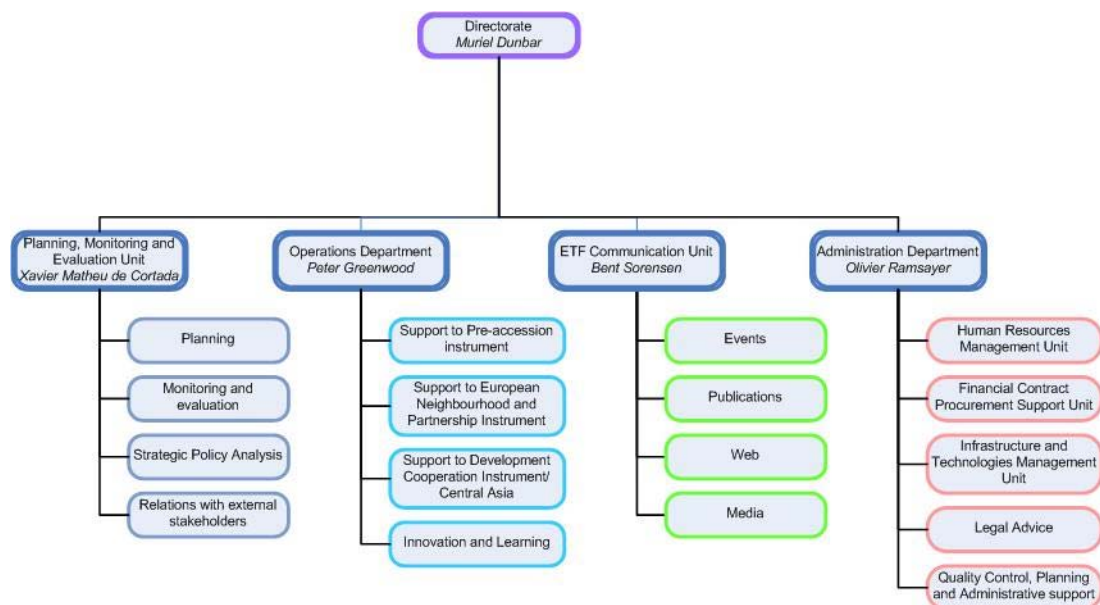 Directorate
Muriel Dunbar
Planning, Monitoring and
Evaluation Unit
Xavier Matheu de Cortada
Planning
Monitoring and
evaluation
Strategic Policy Analysis
Relations with external
stakeholders
Operations Department
Peter Greenwood
Support to Pre-accession
instrument
Support to European
Neighbourhood and
Partnership Instrument
Support to Development
Cooperation Instrument/
Central Asia
Innovation and Learning
ETF Communication Unit
Bent Sorensen
Events
Publications
Web
Media
Administration Department
Olivier Ramsayer
Human Resources
Management Unit
Financial Contract
Procurement Support Unit
Infrastructure and
Technologies Management
Unit
Legal Advice
Quality Control, Planning
and Administrative support